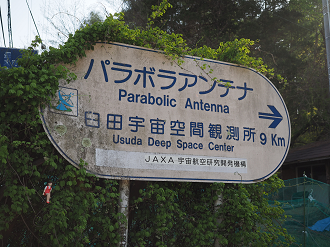 パラボラアンテナ
Parabolic Antenna
臼田宇宙空間観測所 9 Km
Usuda Deep Space Center
JAXA 宇宙航空研究開発機構